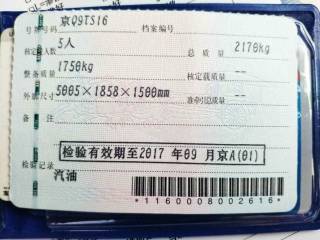 号牌号码 京Q9TS16 档案编号
核定人数 5人 总质量 2170kg
整备质量 1750kg 核定载质量 --
外廓尺寸 5005×1858×1500mm 准牵引总质量 --
备注 --
检验有效期至2017年09月京A(01)
检验记录
汽油
*1160008002616*